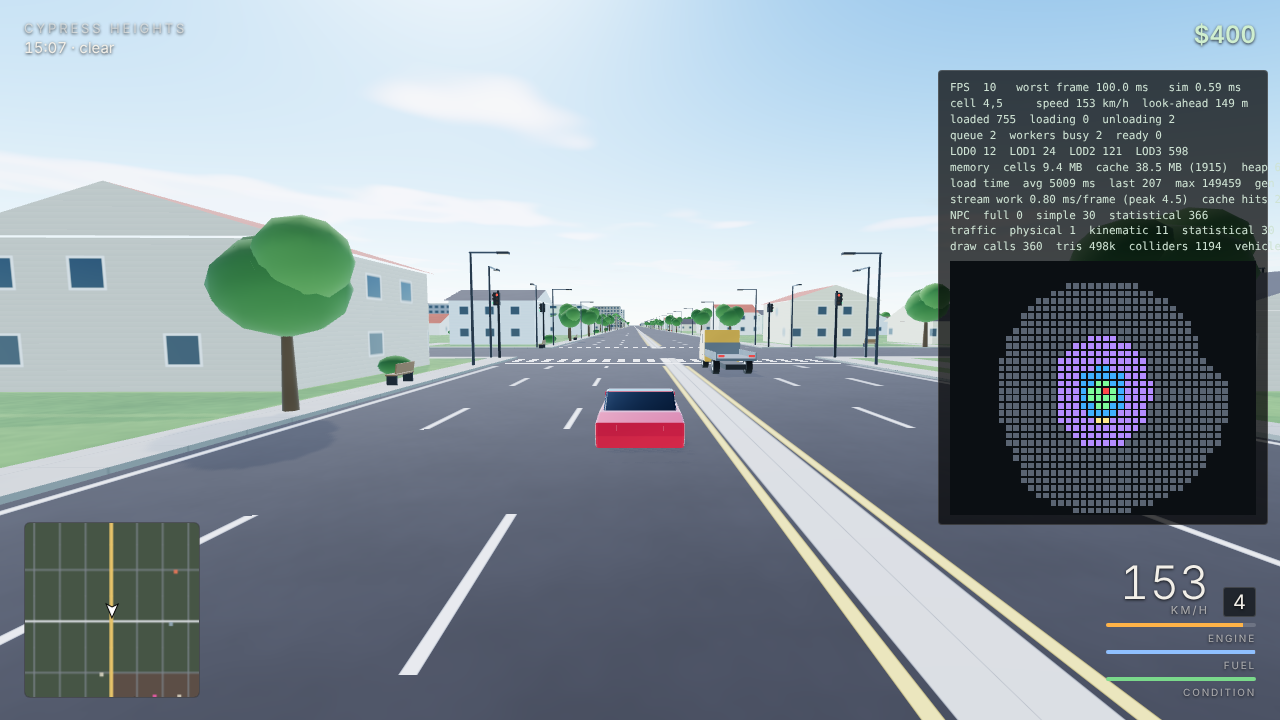 CYPRESS HEIGHTS
15:07 · clear
$400
FPS 10 worst frame 100.0 ms sim 0.59 ms
cell 4,5 speed 153 km/h look-ahead 149 m
loaded 755 loading 0 unloading 2
queue 2 workers busy 2 ready 0
LOD0 12 LOD1 24 LOD2 121 LOD3 598
memory cells 9.4 MB cache 38.5 MB (1915) heap
load time avg 5009 ms last 207 max 149459 ge
stream work 0.80 ms/frame (peak 4.5) cache hits
NPC full 0 simple 30 statistical 366
traffic physical 1 kinematic 11 statistical 3
draw calls 360 tris 498k colliders 1194 vehicle
153
KM/H
4
ENGINE
FUEL
CONDITION